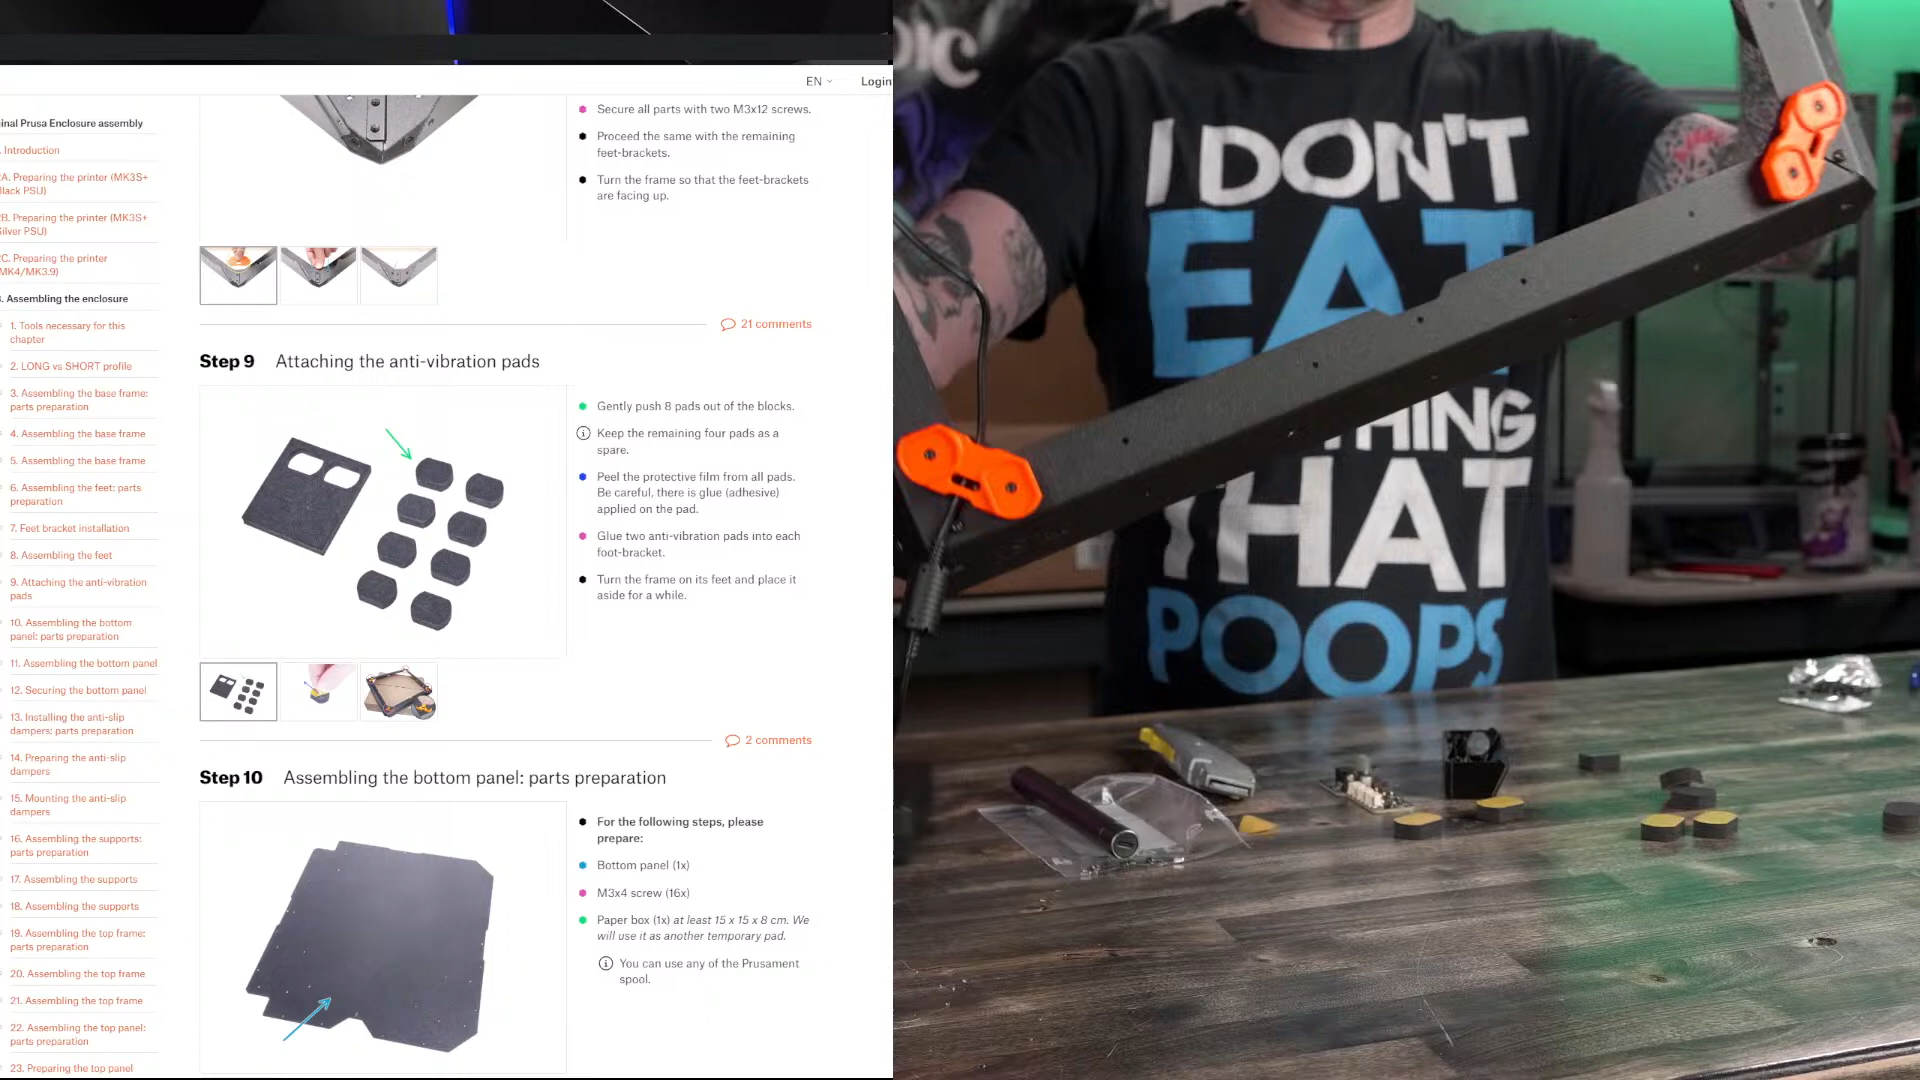 EN
Login
inal Prusa Enclosure assembly
. Introduction
A. Preparing the printer (MK3S+
lack PSU)
B. Preparing the printer (MK3S+
ilver PSU)
C. Preparing the printer
MK4/MK3.9)
. Assembling the enclosure
1. Tools necessary for this
chapter
2. LONG vs SHORT profile
3. Assembling the base frame:
parts preparation
4. Assembling the base frame
5. Assembling the base frame
6. Assembling the feet: parts
preparation
7. Feet bracket installation
8. Assembling the feet
9. Attaching the anti-vibration
pads
10. Assembling the bottom
panel: parts preparation
11. Assembling the bottom panel
12. Securing the bottom panel
13. Installing the anti-slip
dampers: parts preparation
14. Preparing the anti-slip
dampers
15. Mounting the anti-slip
dampers
16. Assembling the supports:
parts preparation
17. Assembling the supports
18. Assembling the supports
19. Assembling the top frame:
parts preparation
20. Assembling the top frame
21. Assembling the top frame
22. Assembling the top panel:
parts preparation
23. Preparing the top panel
Secure all parts with two M3x12 screws.
Proceed the same with the remaining
feet-brackets.
Turn the frame so that the feet-brackets
are facing up.
21 comments
Step 9 Attaching the anti-vibration pads
Gently push 8 pads out of the blocks.
Keep the remaining four pads as a
spare.
Peel the protective film from all pads.
Be careful, there is glue (adhesive)
applied on the pad.
Glue two anti-vibration pads into each
foot-bracket.
Turn the frame on its feet and place it
aside for a while.
2 comments
Step 10 Assembling the bottom panel: parts preparation
For the following steps, please
prepare:
Bottom panel (1x)
M3x4 screw (16x)
Paper box (1x) at least 15 x 15 x 8 cm. We
will use it as another temporary pad.
You can use any of the Prusament
spool.
DIC
I DON'T
EAT
THING
THAT
POOPS